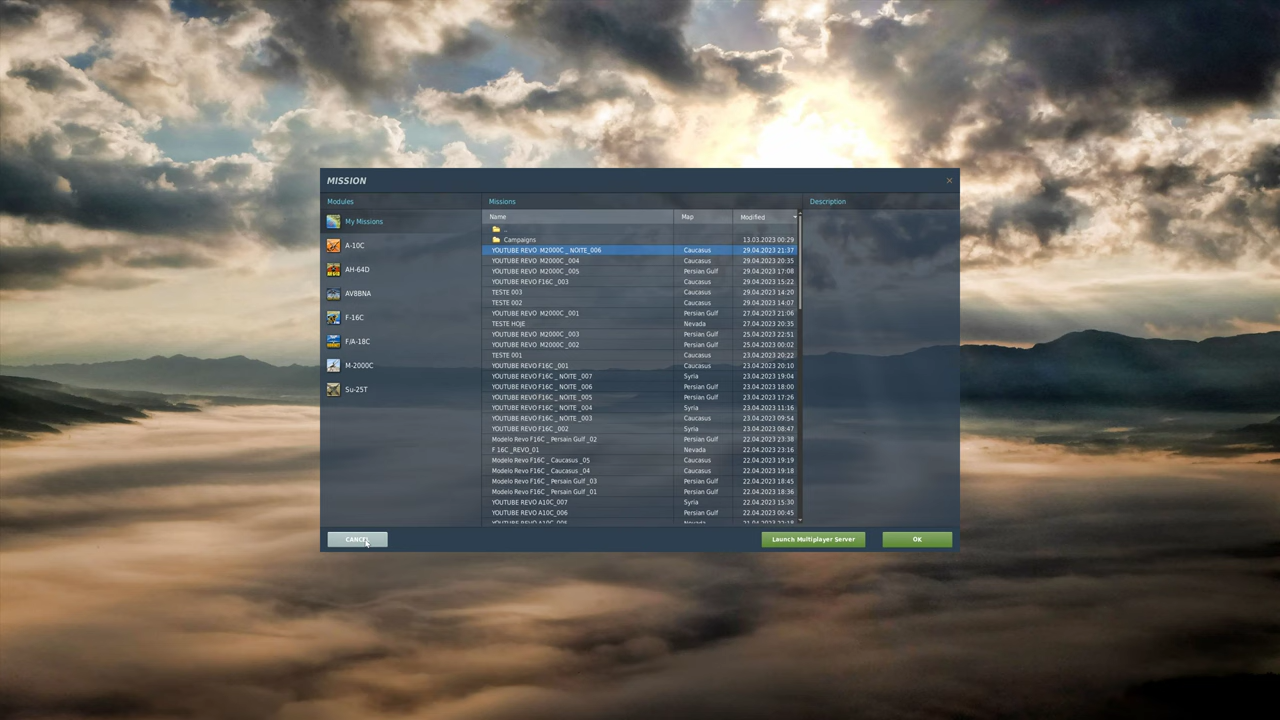 MISSION
Modules
Missions
Description
My Missions
A-10C
AH-64D
AV8BNA
F-16C
F/A-18C
M-2000C
Su-25T
Name Map Modified
..
Campaigns 13.03.2023 00:29
YOUTUBE REVO M2000C _ NOITE_006 Caucasus 29.04.2023 21:37
YOUTUBE REVO M2000C _004 Caucasus 29.04.2023 20:35
YOUTUBE REVO M2000C _005 Persian Gulf 29.04.2023 17:08
YOUTUBE REVO F16C _003 Caucasus 29.04.2023 15:22
TESTE 003 Caucasus 29.04.2023 14:20
TESTE 002 Caucasus 29.04.2023 14:07
YOUTUBE REVO M2000C _001 Persian Gulf 27.04.2023 21:06
TESTE HOJE Nevada 27.04.2023 20:35
YOUTUBE REVO M2000C _003 Persian Gulf 25.04.2023 22:51
YOUTUBE REVO M2000C _002 Persian Gulf 25.04.2023 00:02
TESTE 001 Caucasus 23.04.2023 20:22
YOUTUBE REVO F16C _001 Caucasus 23.04.2023 20:10
YOUTUBE REVO F16C _ NOITE _007 Syria 23.04.2023 19:04
YOUTUBE REVO F16C _ NOITE _006 Persian Gulf 23.04.2023 18:00
YOUTUBE REVO F16C _ NOITE _005 Persian Gulf 23.04.2023 17:26
YOUTUBE REVO F16C _ NOITE _004 Syria 23.04.2023 11:16
YOUTUBE REVO F16C _ NOITE _003 Caucasus 23.04.2023 09:54
YOUTUBE REVO F16C _002 Syria 23.04.2023 08:47
Modelo Revo F16C _ Persain Gulf _02 Persian Gulf 22.04.2023 23:38
F 16C _REVO_01 Nevada 22.04.2023 23:16
Modelo Revo F16C _ Caucasus _05 Caucasus 22.04.2023 19:19
Modelo Revo F16C _ Caucasus _04 Caucasus 22.04.2023 19:18
Modelo Revo F16C _ Persian Gulf _03 Persian Gulf 22.04.2023 18:45
Modelo Revo F16C _ Persian Gulf _01 Persian Gulf 22.04.2023 18:36
YOUTUBE REVO A10C_007 Syria 22.04.2023 15:30
YOUTUBE REVO A10C_006 Persian Gulf 22.04.2023 00:45
CANCEL
Launch Multiplayer Server
OK